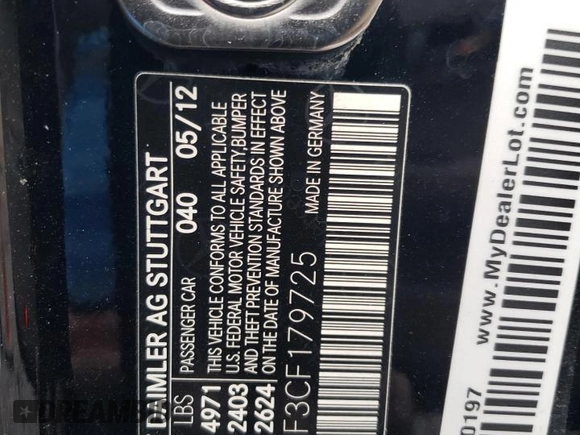 DAIMLER AG STUTTGART
PASSENGER CAR 040 05/12
LBS
4971 THIS VEHICLE CONFORMS TO ALL APPLICABLE
2403 U.S. FEDERAL MOTOR VEHICLE SAFETY, BUMPER
2624 AND THEFT PREVENTION STANDARDS IN EFFECT
ON THE DATE OF MANUFACTURE SHOWN ABOVE
F3CF179725 MADE IN GERMANY
0197
www.MyDealerLot.com